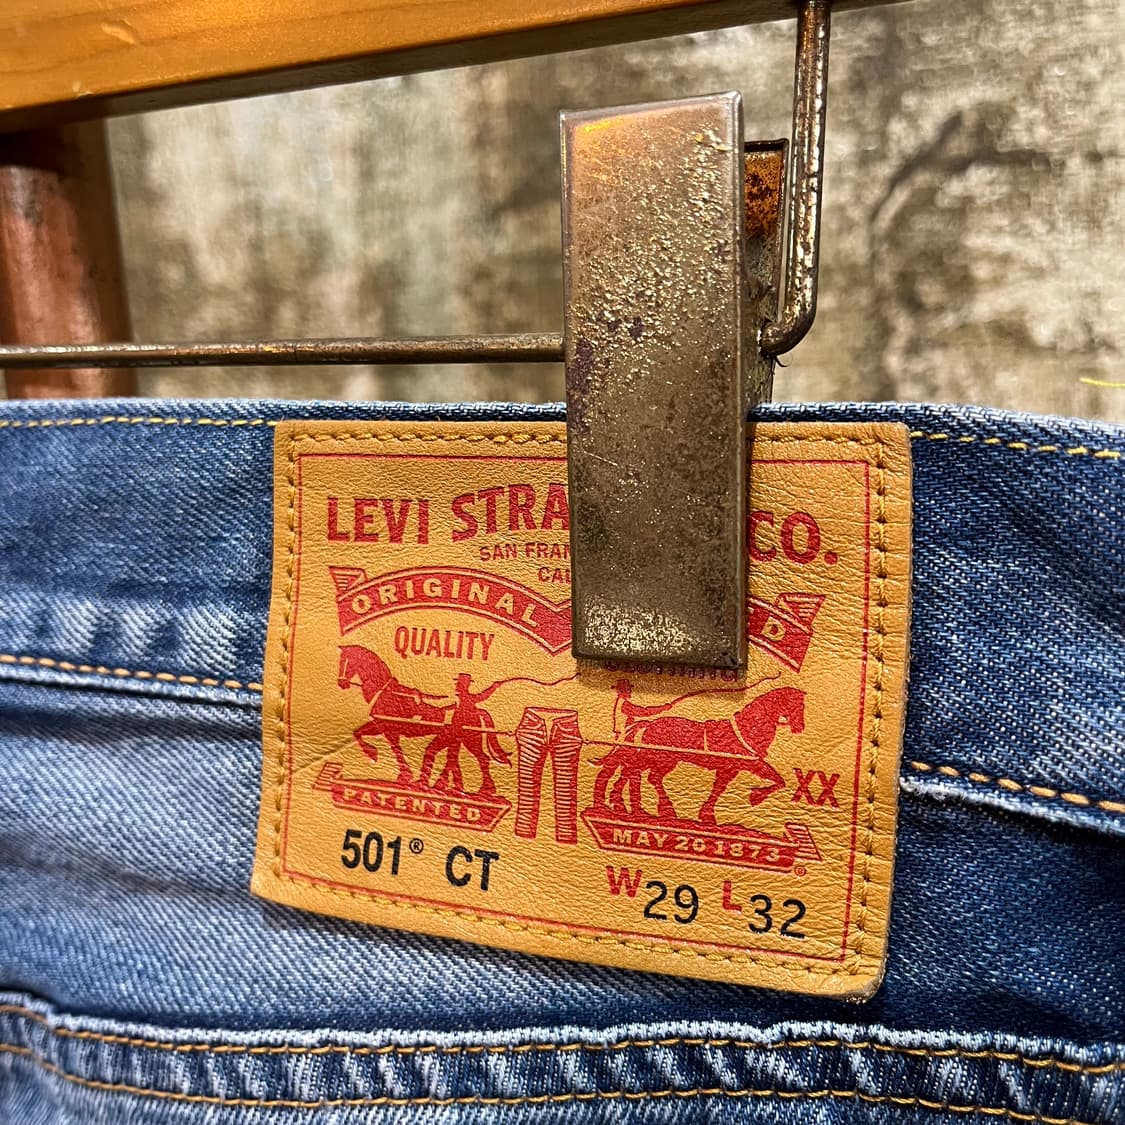 LEVI STRA CO.
SAN FRAN
CAL
ORIGINAL D
QUALITY
XX
PATENTED
MAY 20 1873 ®
501® CT
W29 L32